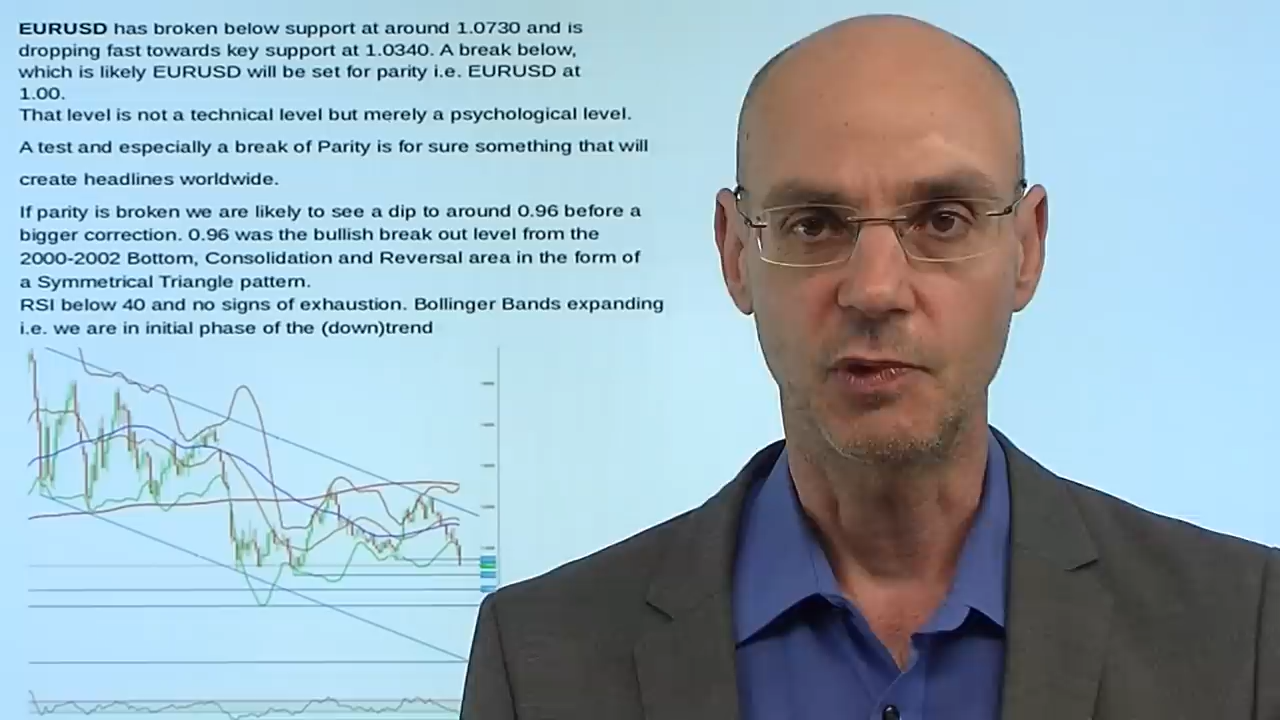 EURUSD has broken below support at around 1.0730 and is
dropping fast towards key support at 1.0340. A break below,
which is likely EURUSD will be set for parity i.e. EURUSD at
1.00.
That level is not a technical level but merely a psychological level.
A test and especially a break of Parity is for sure something that will
create headlines worldwide.
If parity is broken we are likely to see a dip to around 0.96 before a
bigger correction. 0.96 was the bullish break out level from the
2000-2002 Bottom, Consolidation and Reversal area in the form of
a Symmetrical Triangle pattern.
RSI below 40 and no signs of exhaustion. Bollinger Bands expanding
i.e. we are in initial phase of the (down)trend